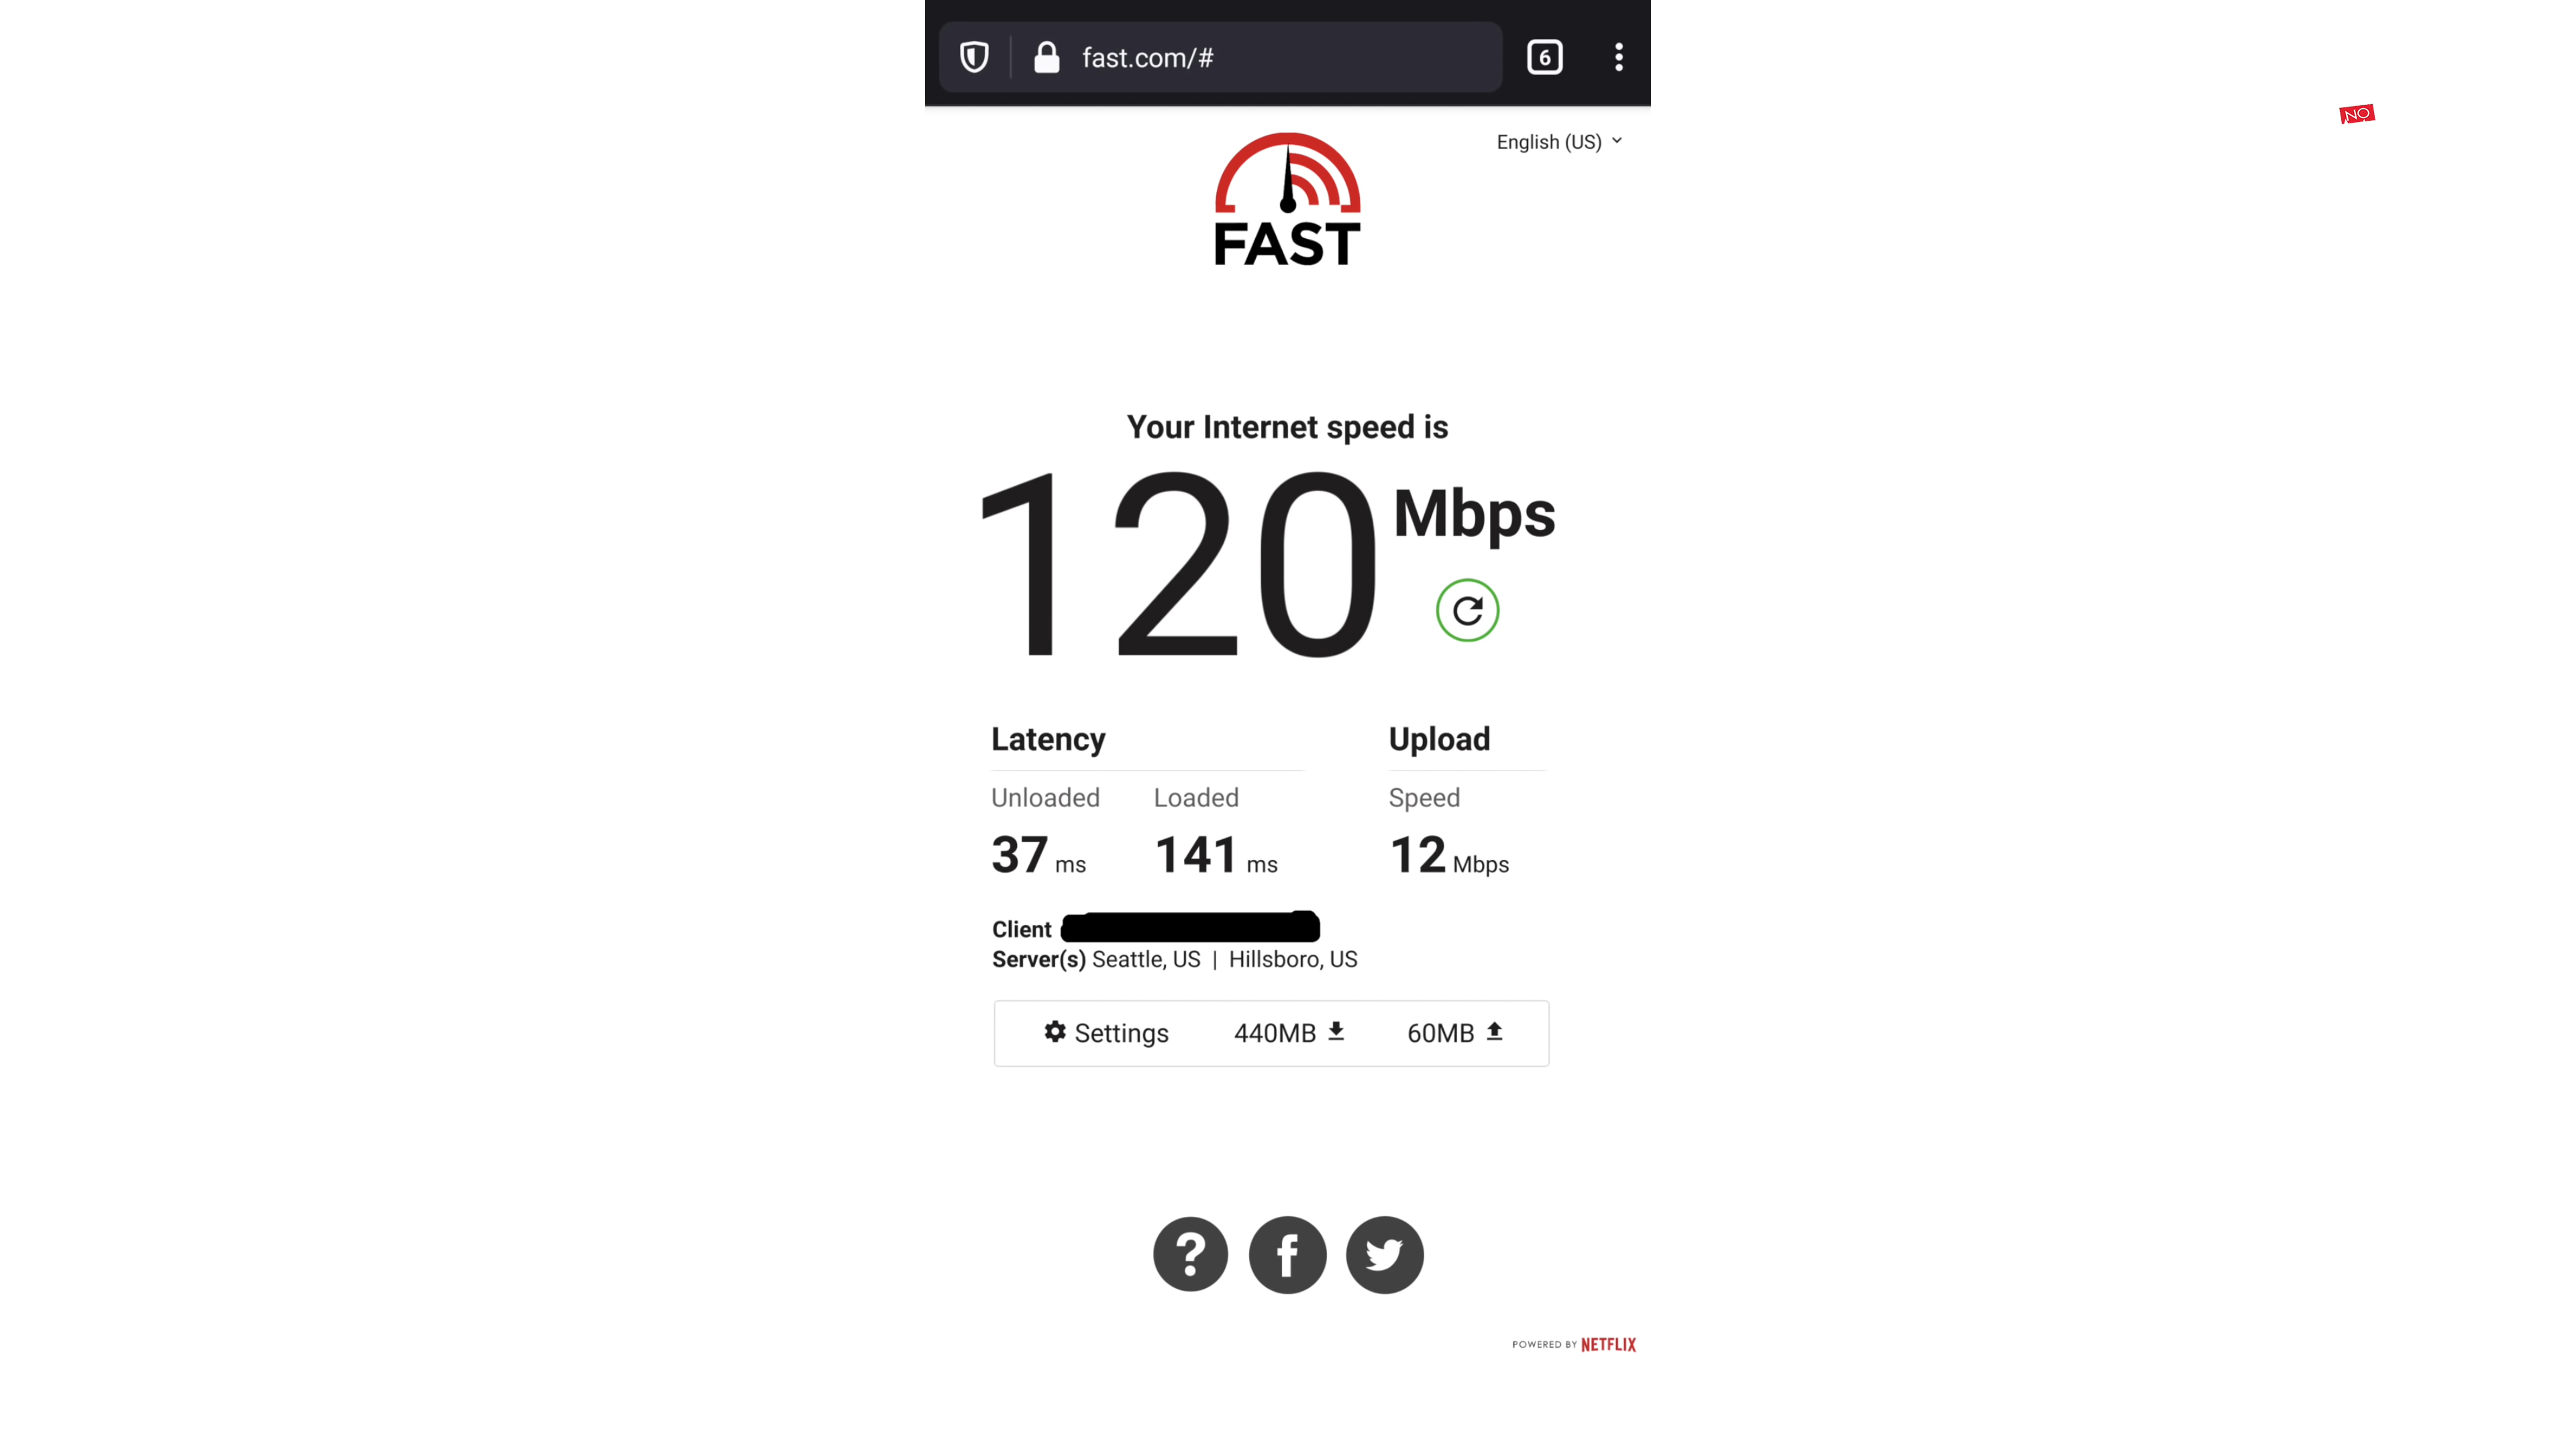 fast.com/#
6
NO
English (US)
FAST
Your Internet speed is
120 Mbps
Latency
Upload
Unloaded
Loaded
Speed
37 ms
141 ms
12 Mbps
Client
Server(s) Seattle, US | Hillsboro, US
Settings
440MB
60MB
?
f
POWERED BY NETFLIX